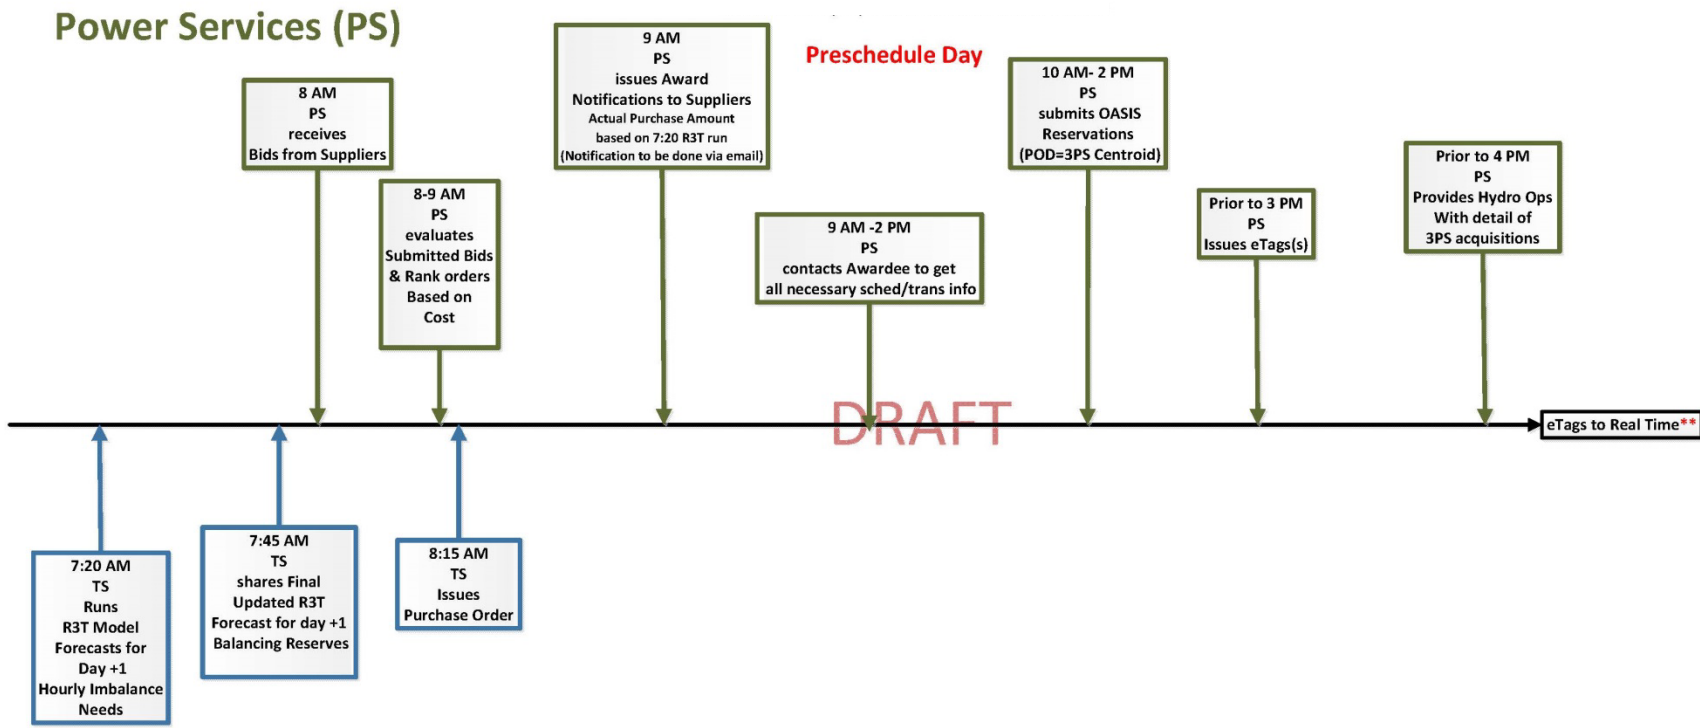 Power Services (PS)
Preschedule Day
8 AM
PS
receives
Bids from Suppliers
8-9 AM
PS
evaluates
Submitted Bids
& Rank orders
Based on
Cost
9 AM
PS
issues Award
Notifications to Suppliers
Actual Purchase Amount
based on 7:20 R3T run
(Notification to be done via email)
9 AM -2 PM
PS
contacts Awardee to get
all necessary sched/trans info
10 AM- 2 PM
PS
submits OASIS
Reservations
(POD=3PS Centroid)
Prior to 3 PM
PS
Issues eTags(s)
Prior to 4 PM
PS
Provides Hydro Ops
With detail of
3PS acquisitions
DRAFT
eTags to Real Time**
7:20 AM
TS
Runs
R3T Model
Forecasts for
Day +1
Hourly Imbalance
Needs
7:45 AM
TS
shares Final
Updated R3T
Forecast for day +1
Balancing Reserves
8:15 AM
TS
Issues
Purchase Order